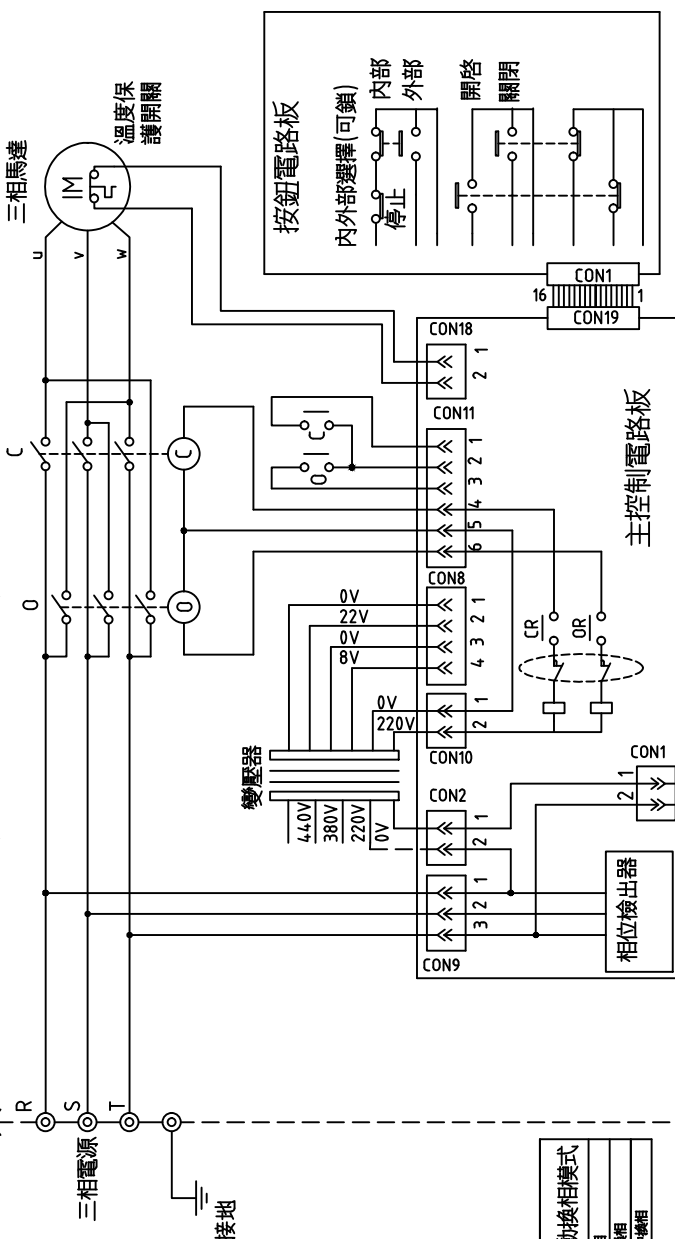 三相馬達
溫度保
護開關
IM
u
v
w
C
O
C
O
C
O
三相電源
R
S
T
接地
變壓器
440V
380V
220V
0V
0V
22V
0V
8V
0V
220V
CON18
1
2
CON11
1
2
3
4
5
6
CON8
1
2
3
4
CON10
1
2
CON2
1
2
CON9
1
2
3
CR
OR
CON1
1
2
相位檢出器
主控制電路板
按鈕電路板
內外部選擇(可鎖)
內部
外部
停止
開啓
關閉
CON1
16
1
CON19
換相模式